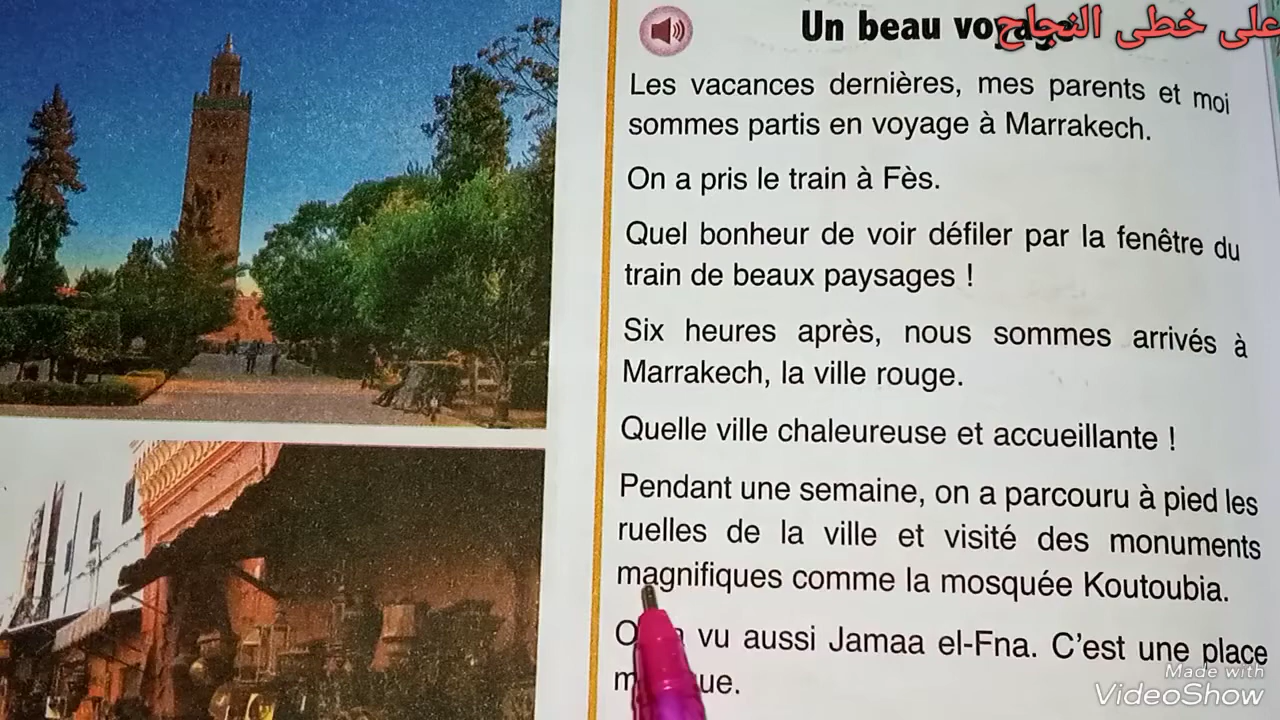 Un beau voyage
على خطى النجاح
Les vacances dernières, mes parents et moi
sommes partis en voyage à Marrakech.
On a pris le train à Fès.
Quel bonheur de voir défiler par la fenêtre du
train de beaux paysages !
Six heures après, nous sommes arrivés à
Marrakech, la ville rouge.
Quelle ville chaleureuse et accueillante !
Pendant une semaine, on a parcouru à pied les
ruelles de la ville et visité des monuments
magnifiques comme la mosquée Koutoubia.
vu aussi Jamaa el-Fna. C'est une place
Made with
VideoShow